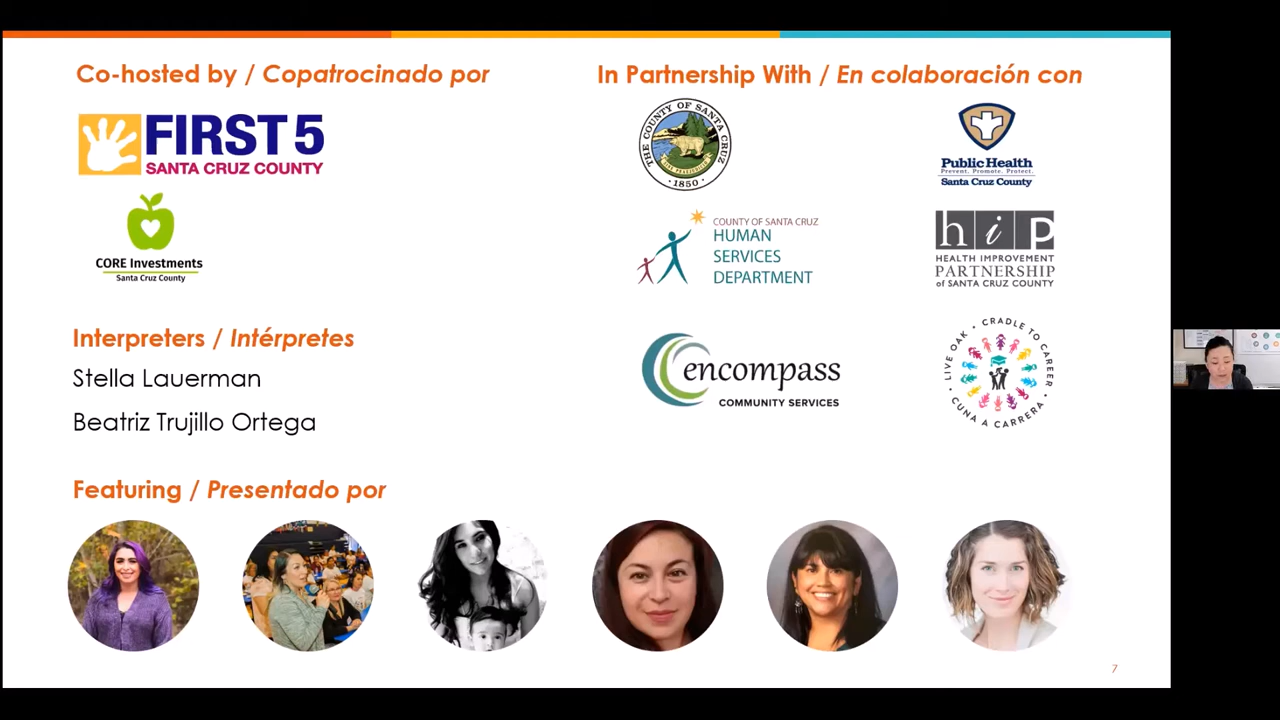 Co-hosted by / Copatrocinado por
FIRST 5
SANTA CRUZ COUNTY
CORE Investments
Santa Cruz County
In Partnership With / En colaboración con
THE COUNTY OF SANTA CRUZ
· 1850 ·
Public Health
Prevent. Promote. Protect.
Santa Cruz County
COUNTY OF SANTA CRUZ
HUMAN
SERVICES
DEPARTMENT
hip
HEALTH IMPROVEMENT
PARTNERSHIP
of SANTA CRUZ COUNTY
encompass
COMMUNITY SERVICES
LIVE OAK • CRADLE TO CAREER •
CUNA A CARRERA •
Interpreters / Intérpretes
Stella Lauerman
Beatriz Trujillo Ortega
Featuring / Presentado por
7